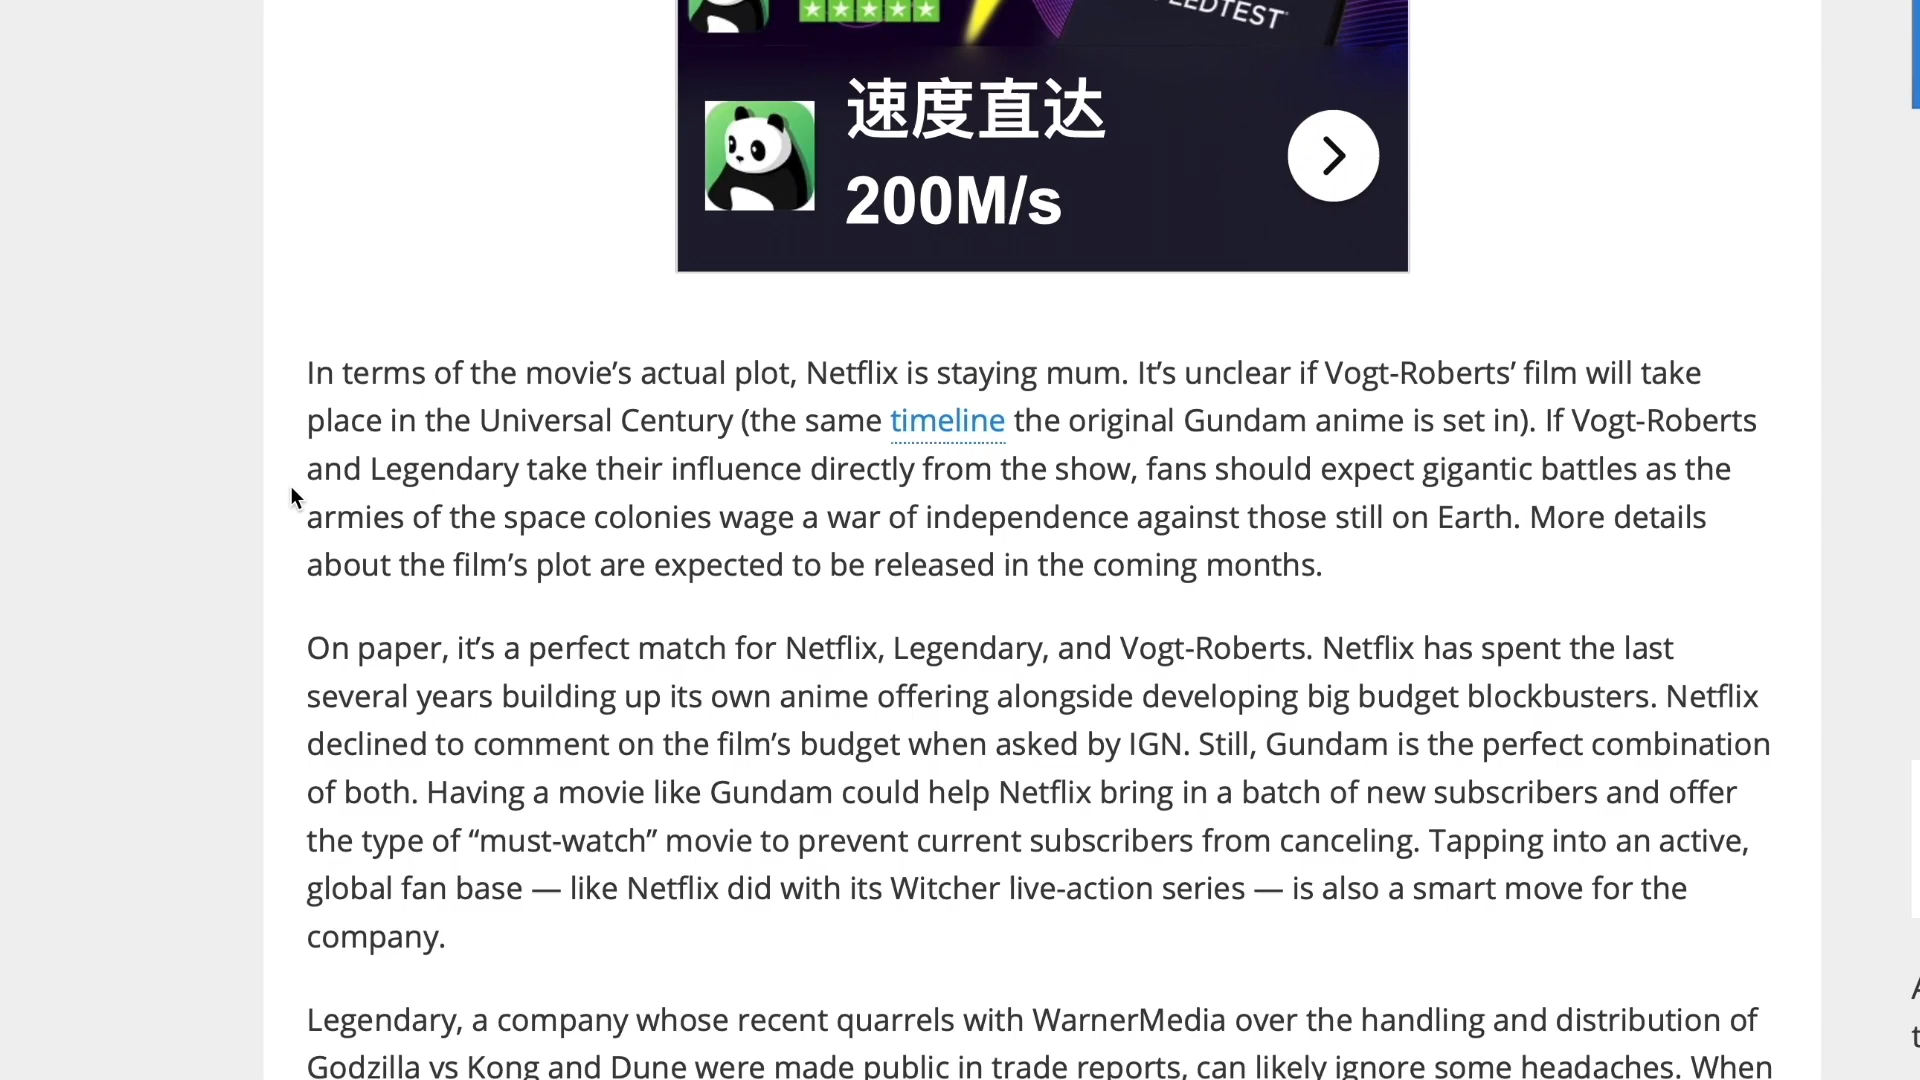 速度直达
200M/s
In terms of the movie’s actual plot, Netflix is staying mum. It’s unclear if Vogt-Roberts’ film will take
place in the Universal Century (the same timeline the original Gundam anime is set in). If Vogt-Roberts
and Legendary take their influence directly from the show, fans should expect gigantic battles as the
armies of the space colonies wage a war of independence against those still on Earth. More details
about the film’s plot are expected to be released in the coming months.
On paper, it’s a perfect match for Netflix, Legendary, and Vogt-Roberts. Netflix has spent the last
several years building up its own anime offering alongside developing big budget blockbusters. Netflix
declined to comment on the film’s budget when asked by IGN. Still, Gundam is the perfect combination
of both. Having a movie like Gundam could help Netflix bring in a batch of new subscribers and offer
the type of “must-watch” movie to prevent current subscribers from canceling. Tapping into an active,
global fan base — like Netflix did with its Witcher live-action series — is also a smart move for the
company.
Legendary, a company whose recent quarrels with WarnerMedia over the handling and distribution of
Godzilla vs Kong and Dune were made public in trade reports, can likely ignore some headaches. When